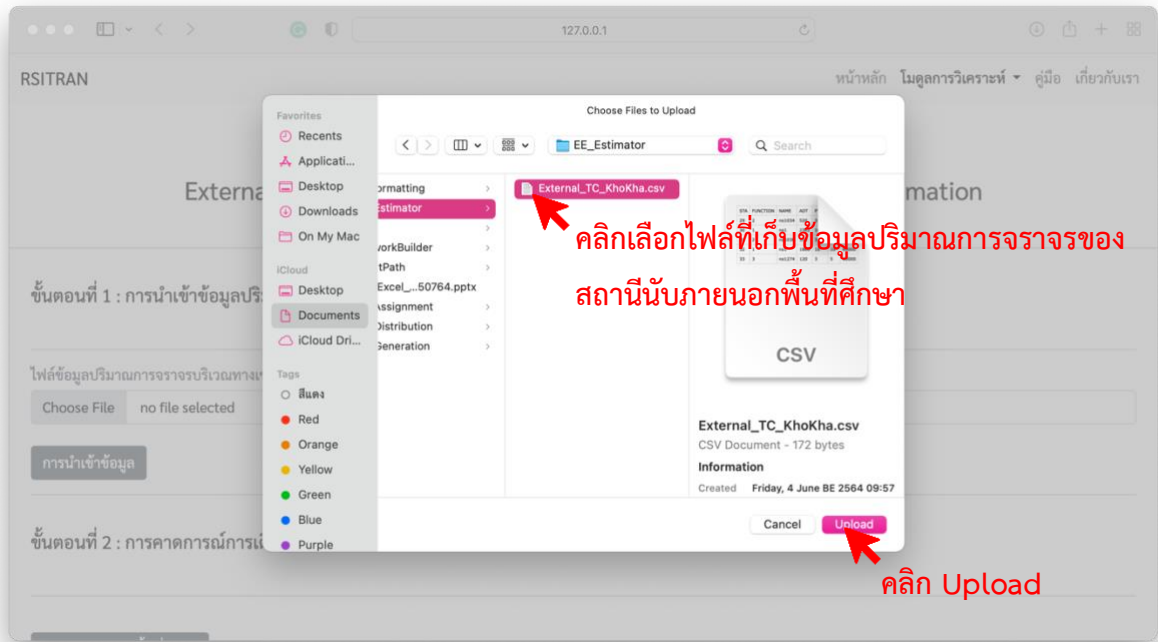 127.0.0.1
RSITRAN
หน้าหลัก โมดูลการวิเคราะห์ คู่มือ เกี่ยวกับเรา
Choose Files to Upload
Favorites
Recents
Applicati...
Desktop
Downloads
On My Mac
iCloud
Desktop
Documents
iCloud Dri...
Tags
สีแดง
Red
Orange
Yellow
Green
Blue
Purple
EE_Estimator
Search
ormatting
Estimator
vorkBuilder
tPath
Excel_...50764.pptx
Assignment
Distribution
Generation
External_TC_KhoKha.csv
STA FUNCTION NAME AOT
CSV
External_TC_KhoKha.csv
CSV Document - 172 bytes
Information
Created Friday, 4 June BE 2564 09:57
Cancel Upload
Externa
mation
คลิกเลือกไฟล์ที่เก็บข้อมูลปริมาณการจราจรของ
สถานีนับภายนอกพื้นที่ศึกษา
คลิก Upload
ขั้นตอนที่ 1 : การนำเข้าข้อมูลปริ
ไฟล์ข้อมูลปริมาณการจราจรบริเวณทางเ
Choose File no file selected
การนำเข้าข้อมูล
ขั้นตอนที่ 2 : การคาดการณ์การเ